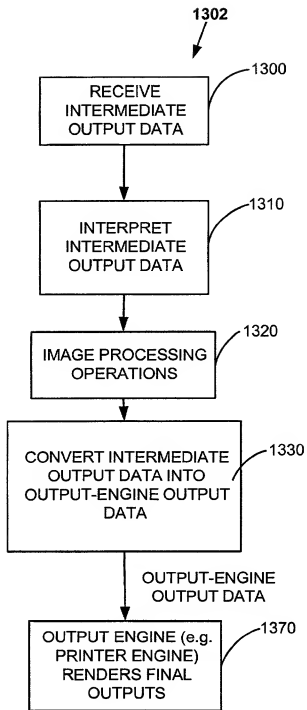 1302
1300
RECEIVE
INTERMEDIATE
OUTPUT DATA
1310
INTERPRET
INTERMEDIATE
OUTPUT DATA
1320
IMAGE PROCESSING
OPERATIONS
1330
CONVERT INTERMEDIATE
OUTPUT DATA INTO
OUTPUT-ENGINE OUTPUT
DATA
OUTPUT-ENGINE
OUTPUT DATA
1370
OUTPUT ENGINE (e.g.
PRINTER ENGINE)
RENDERS FINAL
OUTPUTS